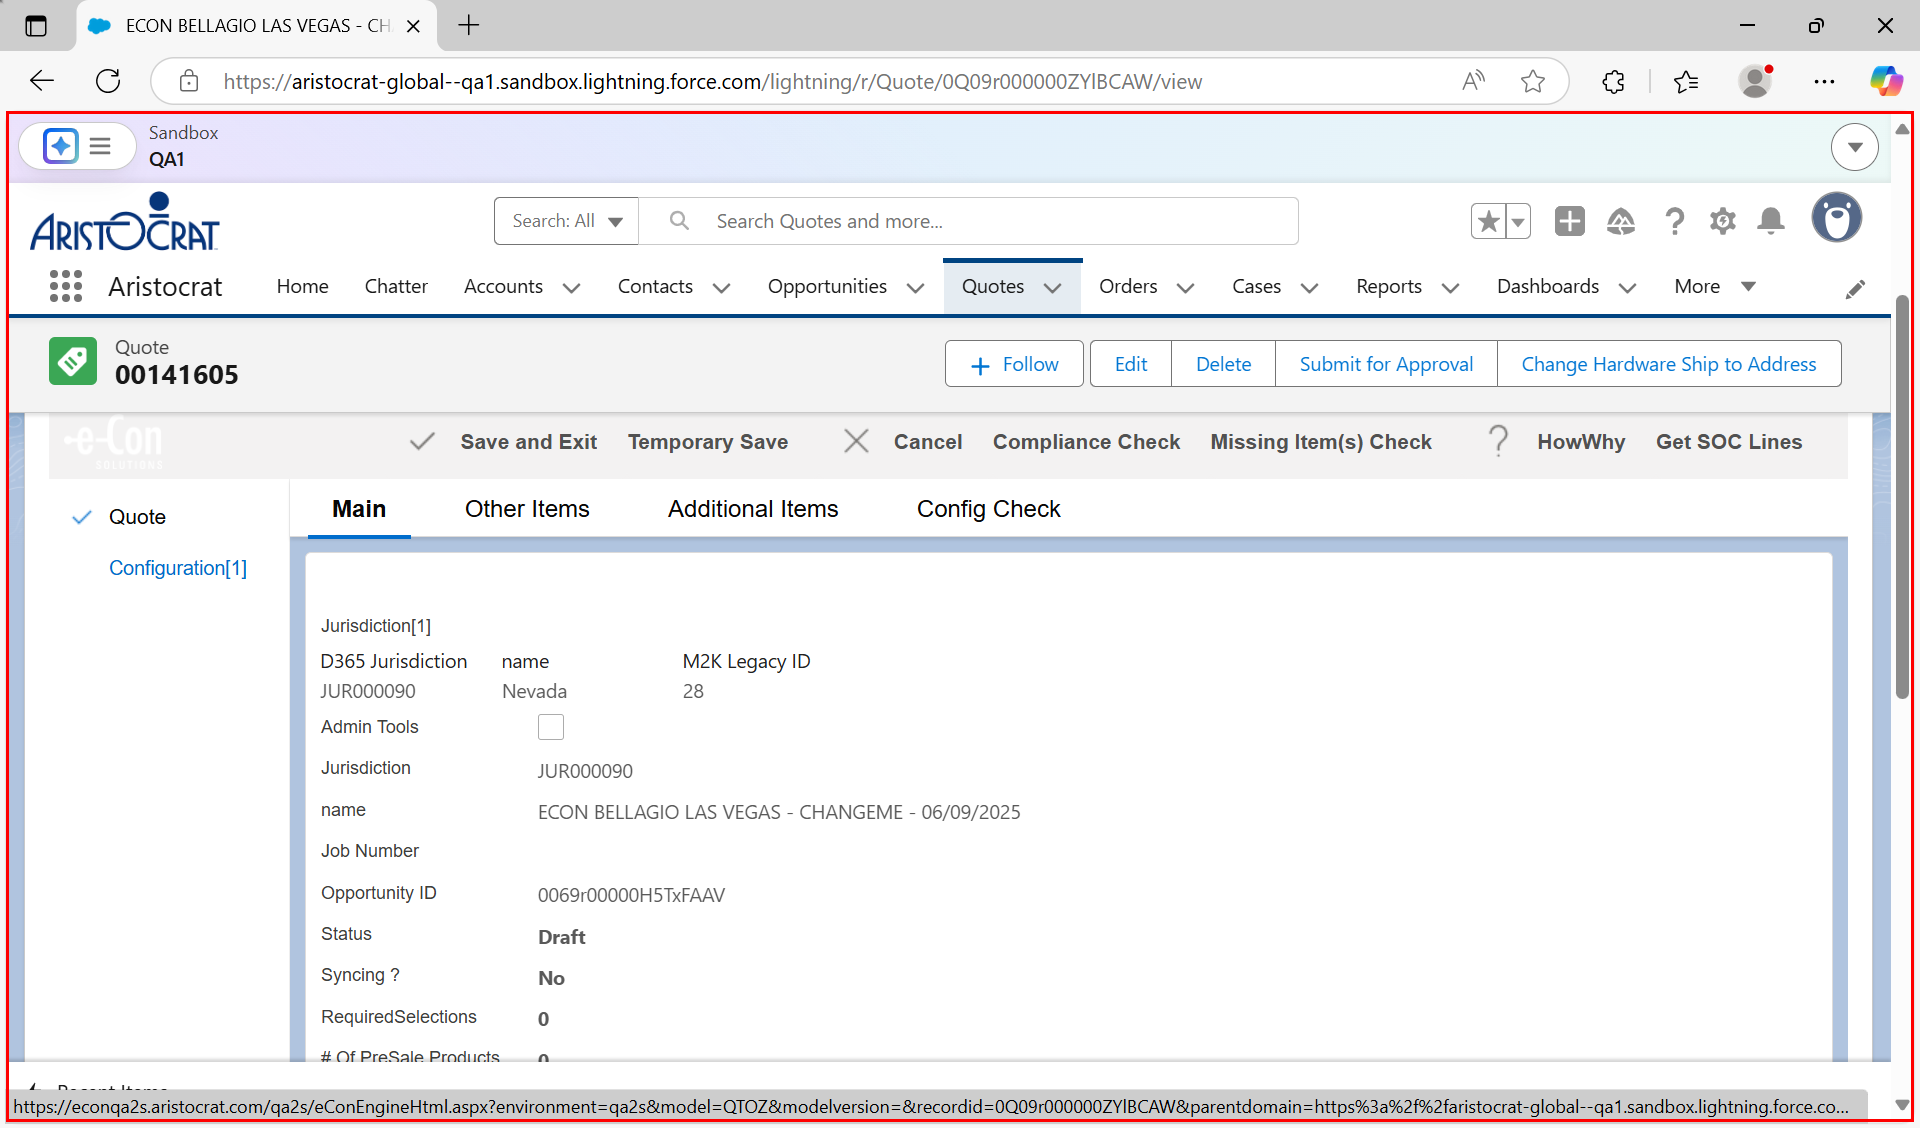 ECON BELLAGIO LAS VEGAS - CH
https://aristocrat-global--qa1.sandbox.lightning.force.com/lightning/r/Quote/0Q09r000000ZYlBCAW/view
Sandbox
QA1
ARISTOCRAT
Search: All
Search Quotes and more...
Aristocrat
Home
Chatter
Accounts
Contacts
Opportunities
Quotes
Orders
Cases
Reports
Dashboards
More
Quote
00141605
Follow
Edit
Delete
Submit for Approval
Change Hardware Ship to Address
e-Con
SOLUTIONS
Save and Exit
Temporary Save
Cancel
Compliance Check
Missing Item(s) Check
HowWhy
Get SOC Lines
Quote
Configuration[1]
Main
Other Items
Additional Items
Config Check
Jurisdiction[1]
D365 Jurisdiction name M2K Legacy ID
JUR000090 Nevada 28
Admin Tools
Jurisdiction JUR000090
name ECON BELLAGIO LAS VEGAS - CHANGEME - 06/09/2025
Job Number
Opportunity ID 0069r00000H5TxFAAV
Status Draft
Syncing ? No
RequiredSelections 0
# Of PreSale Products 0
Recent Items
https://econqa2s.aristocrat.com/qa2s/eConEngineHtml.aspx?environment=qa2s&model=QTOZ&modelversion=&recordid=0Q09r000000ZYlBCAW&parentdomain=https%3a%2f%2faristocrat-global--qa1.sandbox.lightning.force.co...